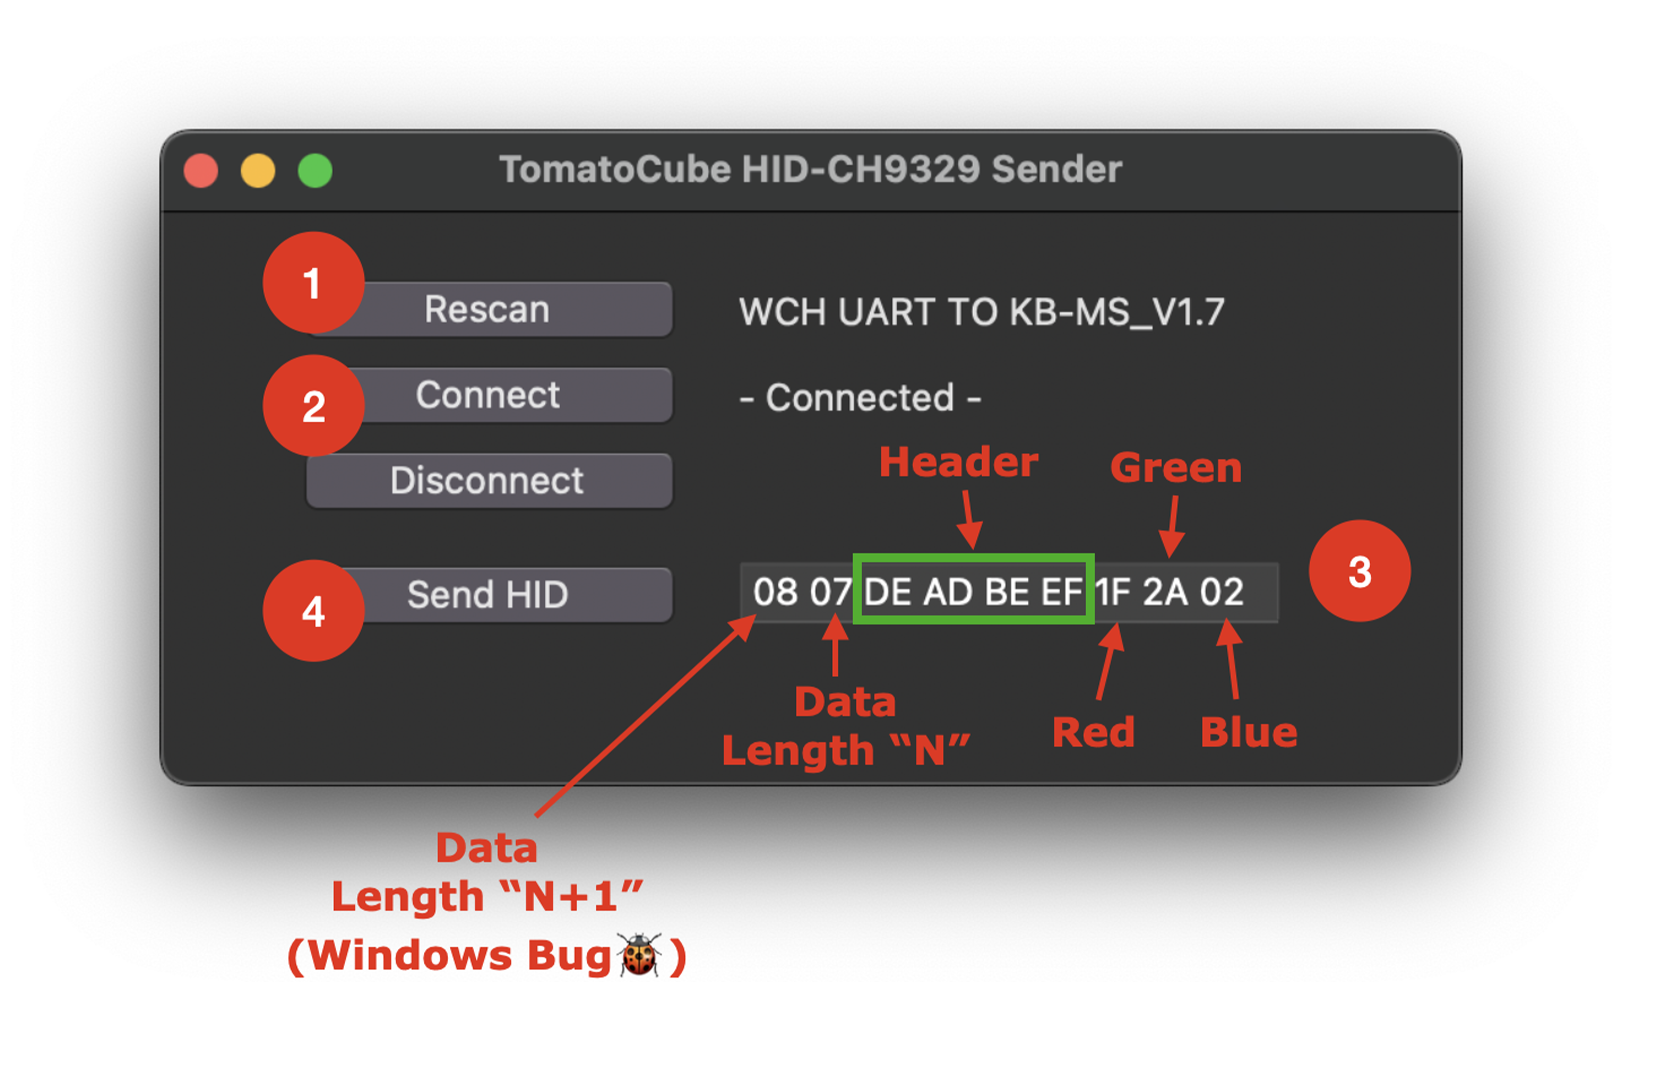 TomatoCube HID-CH9329 Sender
1
Rescan
WCH UART TO KB-MS_V1.7
2
Connect
- Connected -
Disconnect
Header
Green
4
Send HID
08 07 DE AD BE EF 1F 2A 02
3
Data
Length “N”
Red
Blue
Data
Length “N+1”
(Windows Bug🐞)